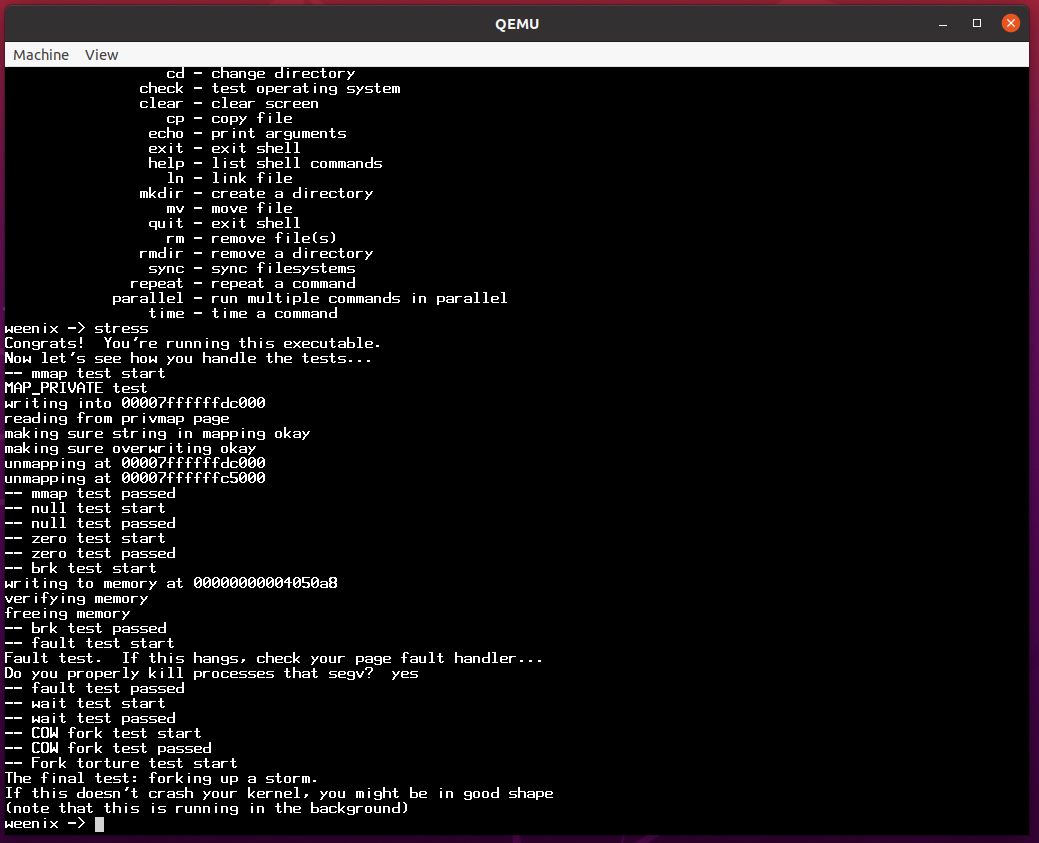 QEMU
Machine View
cd - change directory
check - test operating system
clear - clear screen
cp - copy file
echo - print arguments
exit - exit shell
help - list shell commands
ln - link file
mkdir - create a directory
mv - move file
quit - exit shell
rm - remove file(s)
rmdir - remove a directory
sync - sync filesystems
repeat - repeat a command
parallel - run multiple commands in parallel
time - time a command
weenix -> stress
Congrats!  You're running this executable.
Now let's see how you handle the tests...
-- mmap test start
MAP_PRIVATE test
writing into 00007ffffffdc000
reading from privmap page
making sure string in mapping okay
making sure overwriting okay
unmapping at 00007ffffffdc000
unmapping at 00007ffffffc5000
-- mmap test passed
-- null test start
-- null test passed
-- zero test start
-- zero test passed
-- brk test start
writing to memory at 00000000004050a8
verifying memory
freeing memory
-- brk test passed
-- fault test start
Fault test.  If this hangs, check your page fault handler...
Do you properly kill processes that segv?  yes
-- fault test passed
-- wait test start
-- wait test passed
-- COW fork test start
-- COW fork test passed
-- Fork torture test start
The final test: forking up a storm.
If this doesn't crash your kernel, you might be in good shape
(note that this is running in the background)
weenix ->